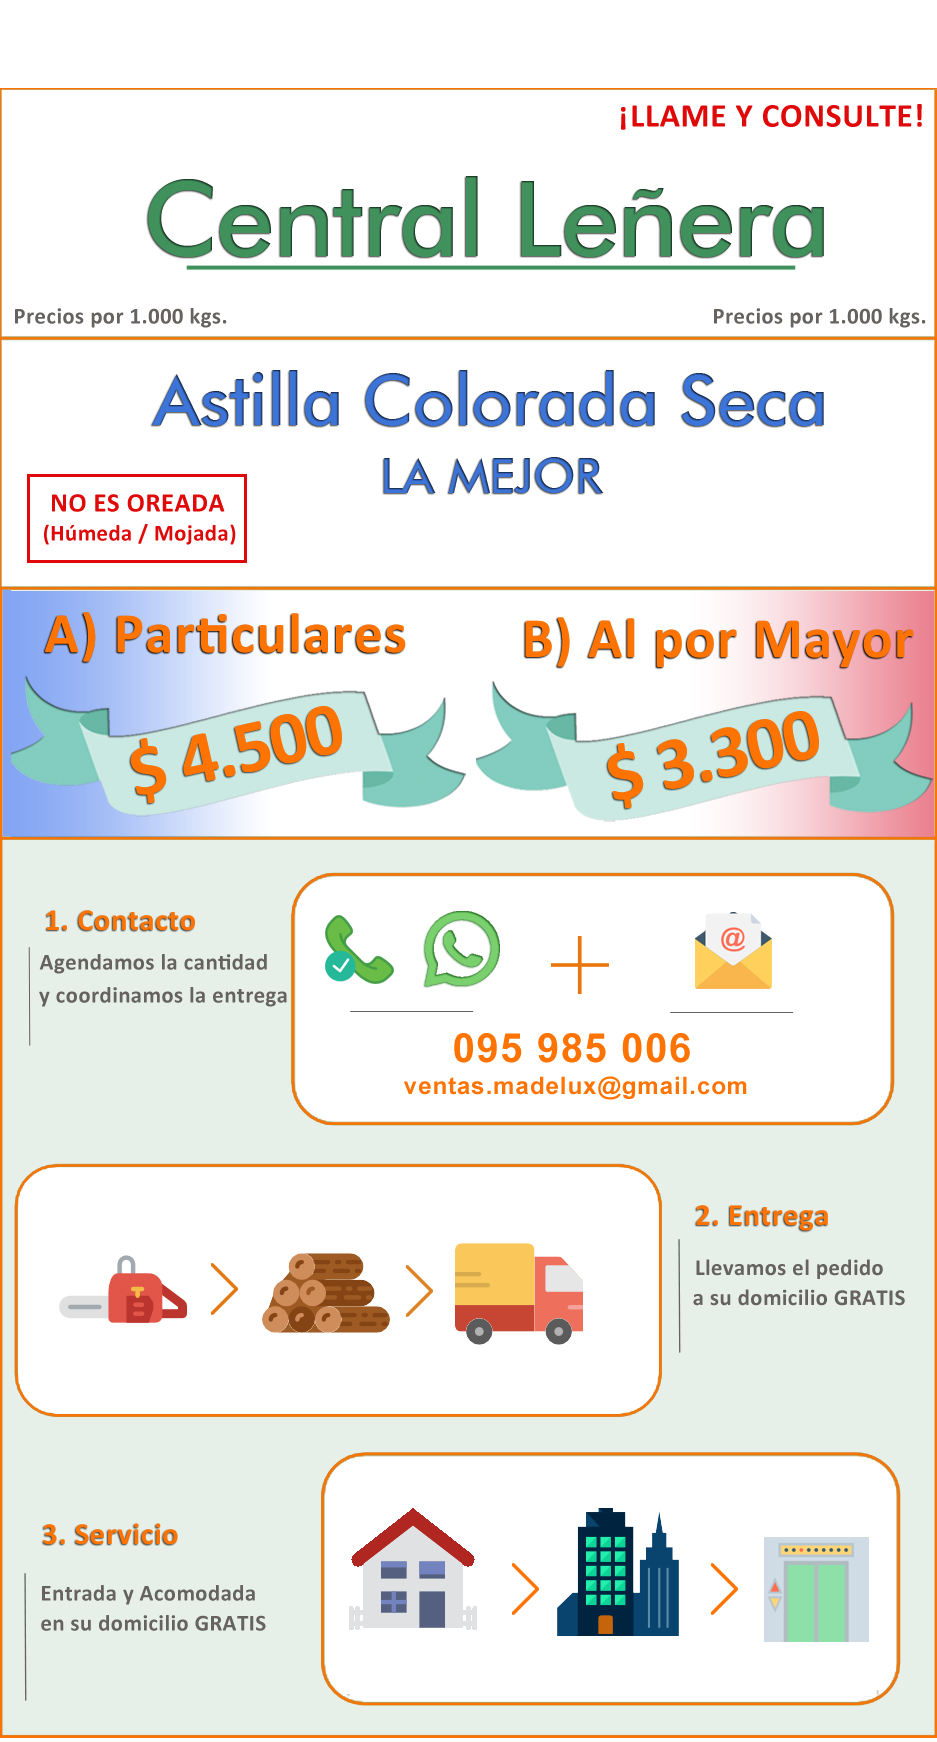 ¡LLAME Y CONSULTE!
Central Leñera
Precios por 1.000 kgs.
Precios por 1.000 kgs.
Astilla Colorada Seca
LA MEJOR
NO ES OREADA
(Húmeda / Mojada)
A) Particulares
B) Al por Mayor
$ 4.500
$ 3.300
1. Contacto
Agendamos la cantidad
y coordinamos la entrega
@
095 985 006
ventas.madelux@gmail.com
2. Entrega
Llevamos el pedido
a su domicilio GRATIS
3. Servicio
Entrada y Acomodada
en su domicilio GRATIS